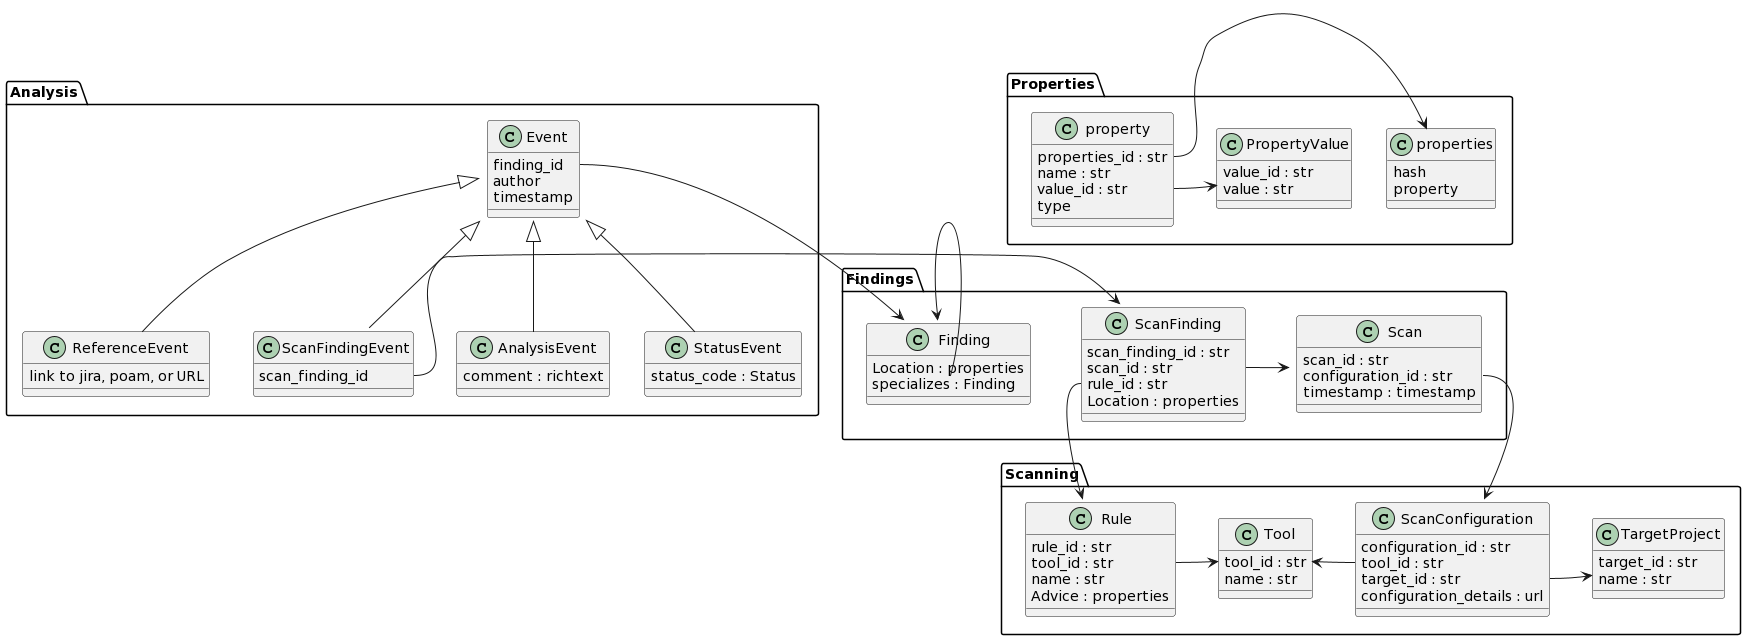 Analysis
C Event
finding_id
author
timestamp
C ReferenceEvent
link to jira, poam, or URL
C ScanFindingEvent
scan_finding_id
C AnalysisEvent
comment : richtext
C StatusEvent
status_code : Status
Properties
C property
properties_id : str
name : str
value_id : str
type
C PropertyValue
value_id : str
value : str
C properties
hash
property
Findings
C Finding
Location : properties
specializes : Finding
C ScanFinding
scan_finding_id : str
scan_id : str
rule_id : str
Location : properties
C Scan
scan_id : str
configuration_id : str
timestamp : timestamp
Scanning
C Rule
rule_id : str
tool_id : str
name : str
Advice : properties
C Tool
tool_id : str
name : str
C ScanConfiguration
configuration_id : str
tool_id : str
target_id : str
configuration_details : url
C TargetProject
target_id : str
name : str